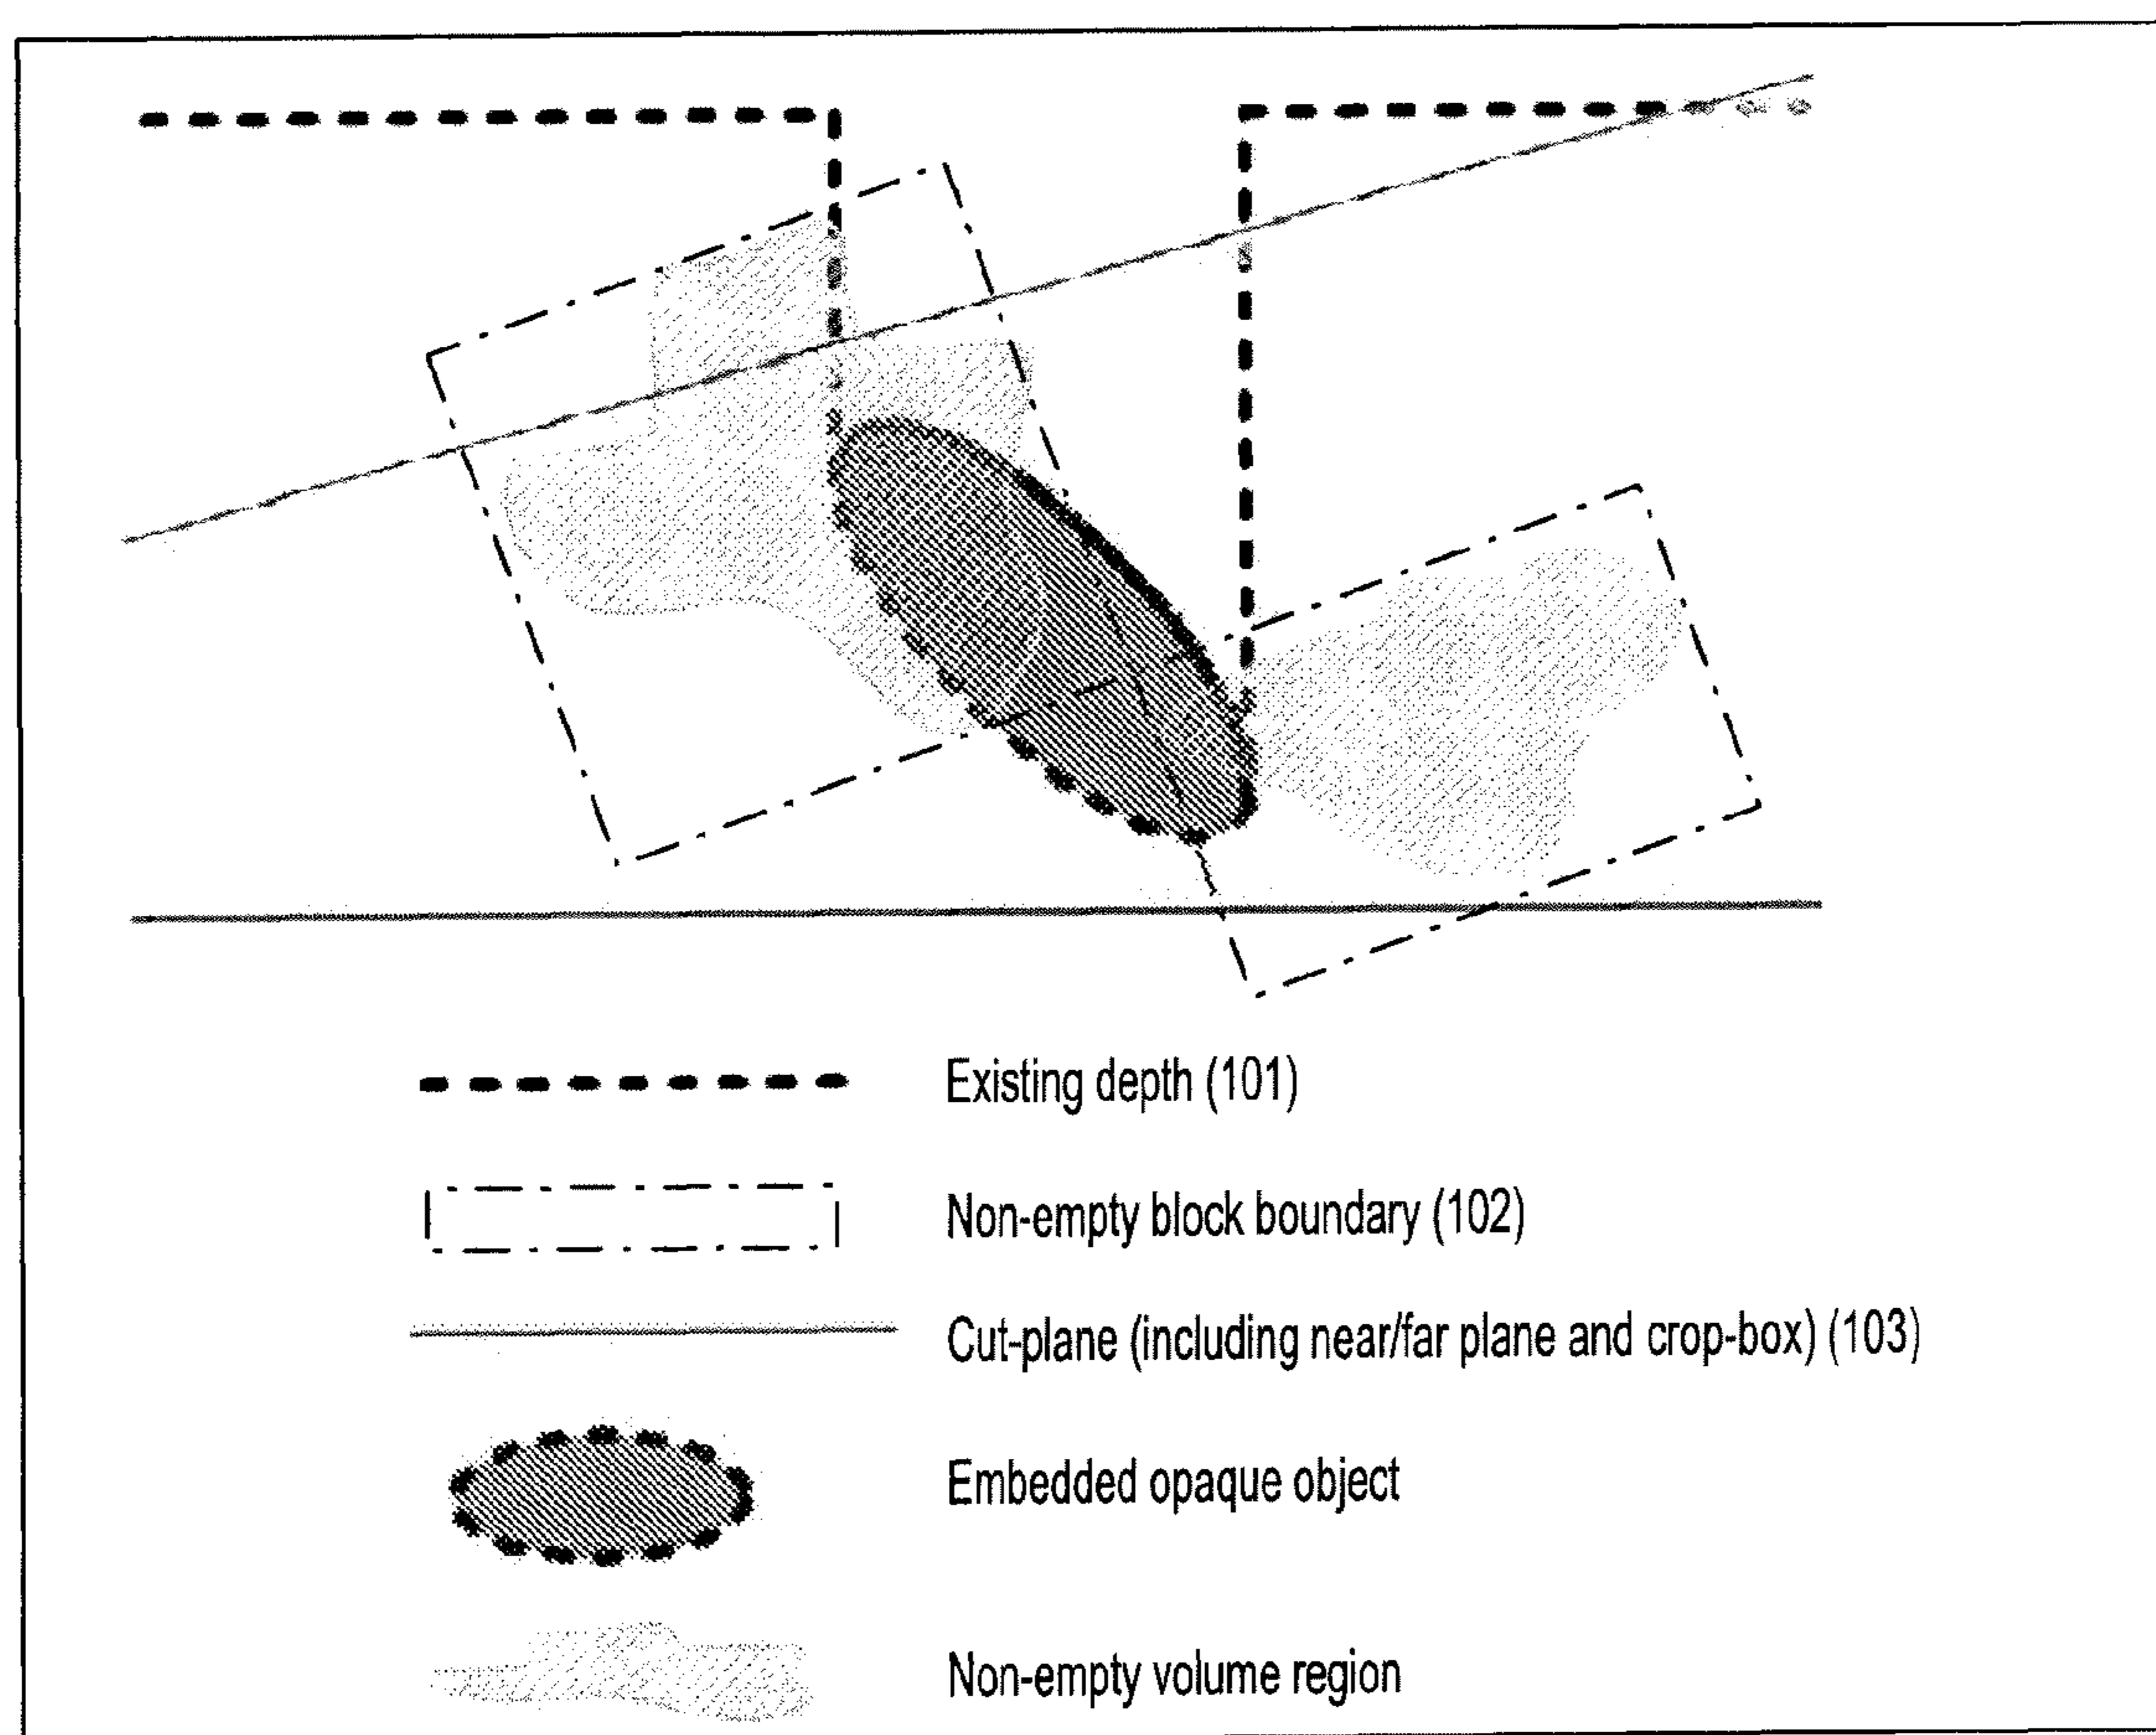 Existing depth (101)
Non-empty block boundary (102)
Cut-plane (including near/far plane and crop-box) (103)
Embedded opaque object
Non-empty volume region